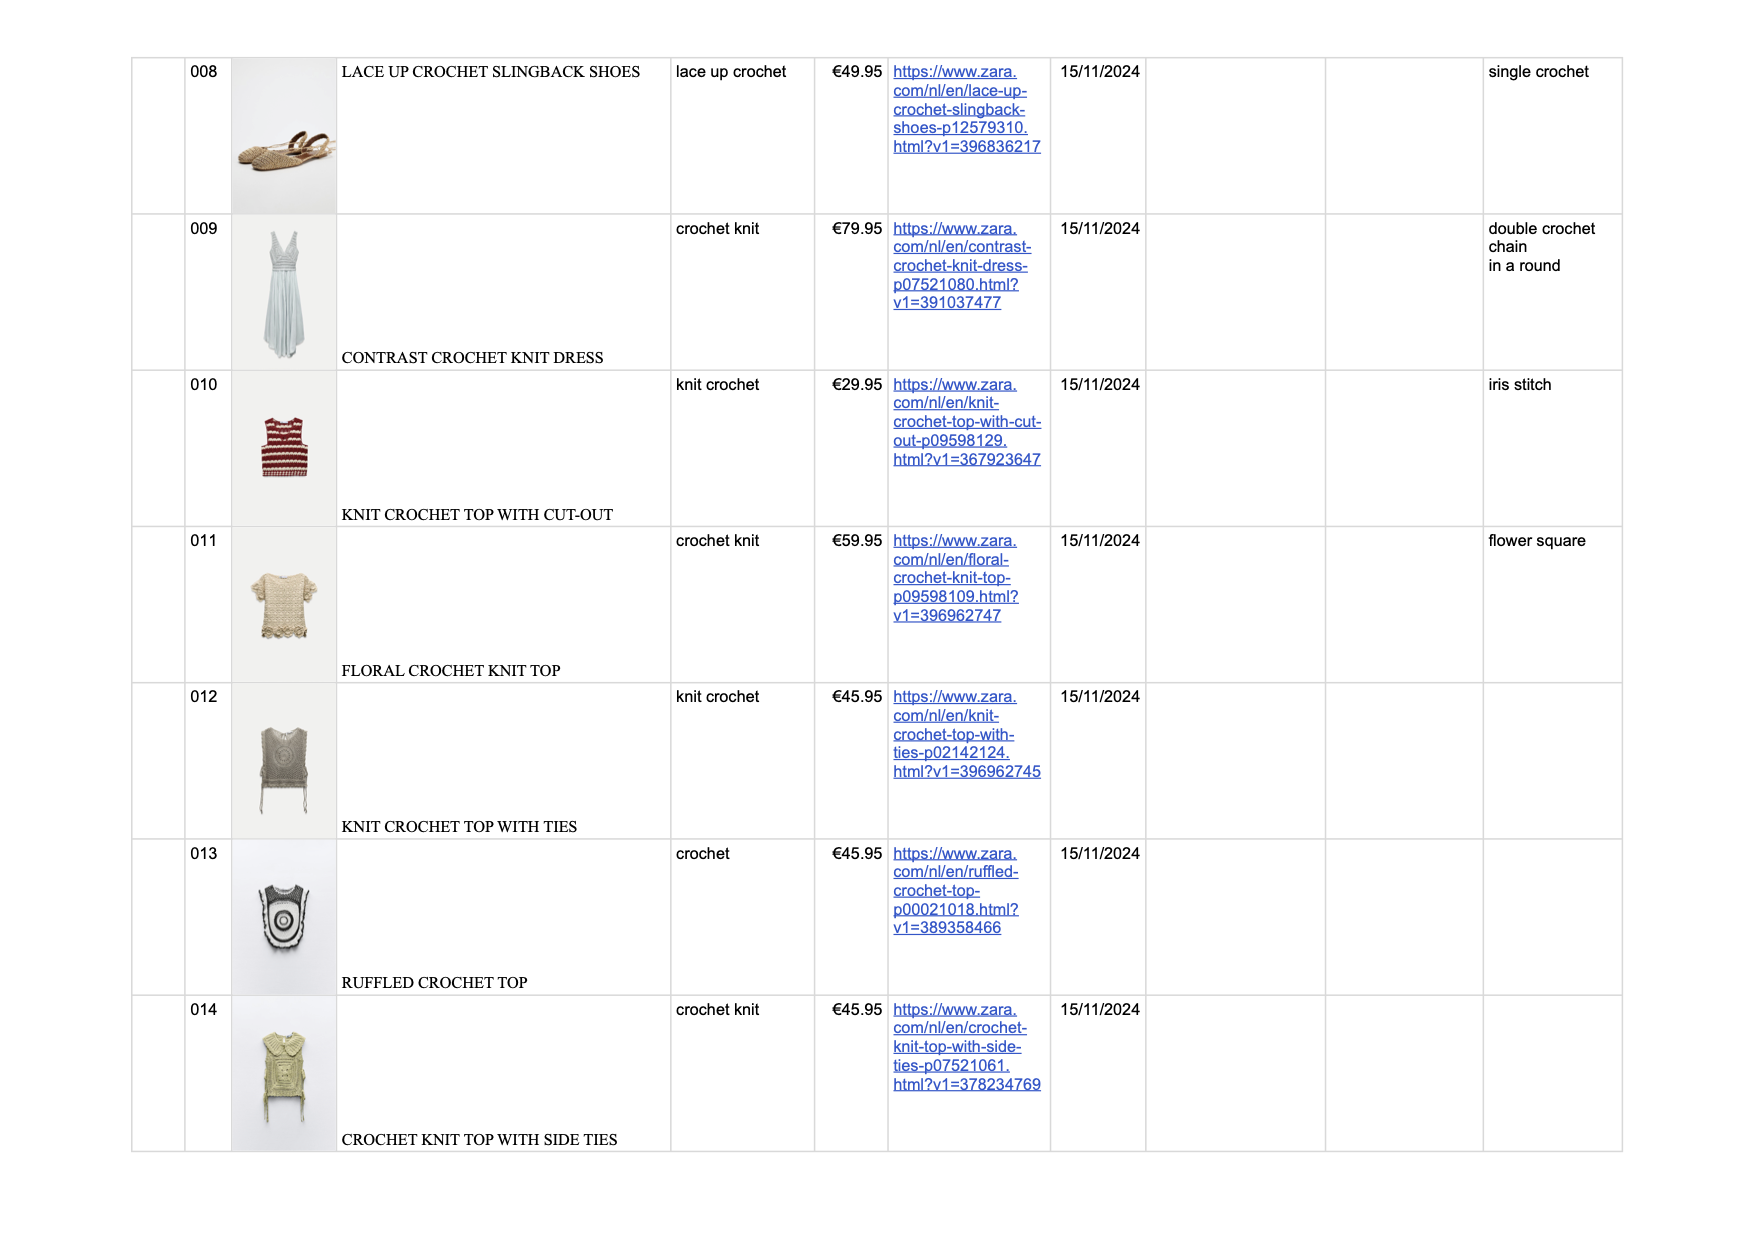 008
LACE UP CROCHET SLINGBACK SHOES
lace up crochet
€49.95
https://www.zara.
com/nl/en/lace-up-
crochet-slingback-
shoes-p12579310.
html?v1=396836217
15/11/2024
single crochet
009
CONTRAST CROCHET KNIT DRESS
crochet knit
€79.95
https://www.zara.
com/nl/en/contrast-
crochet-knit-dress-
p07521080.html?
v1=391037477
15/11/2024
double crochet
chain
in a round
010
KNIT CROCHET TOP WITH CUT-OUT
knit crochet
€29.95
https://www.zara.
com/nl/en/knit-
crochet-top-with-cut-
out-p09598129.
html?v1=367923647
15/11/2024
iris stitch
011
FLORAL CROCHET KNIT TOP
crochet knit
€59.95
https://www.zara.
com/nl/en/floral-
crochet-knit-top-
p09598109.html?
v1=396962747
15/11/2024
flower square
012
KNIT CROCHET TOP WITH TIES
knit crochet
€45.95
https://www.zara.
com/nl/en/knit-
crochet-top-with-
ties-p02142124.
html?v1=396962745
15/11/2024
013
RUFFLED CROCHET TOP
crochet
€45.95
https://www.zara.
com/nl/en/ruffled-
crochet-top-
p00021018.html?
v1=389358466
15/11/2024
014
CROCHET KNIT TOP WITH SIDE TIES
crochet knit
€45.95
https://www.zara.
com/nl/en/crochet-
knit-top-with-side-
ties-p07521061.
html?v1=378234769
15/11/2024